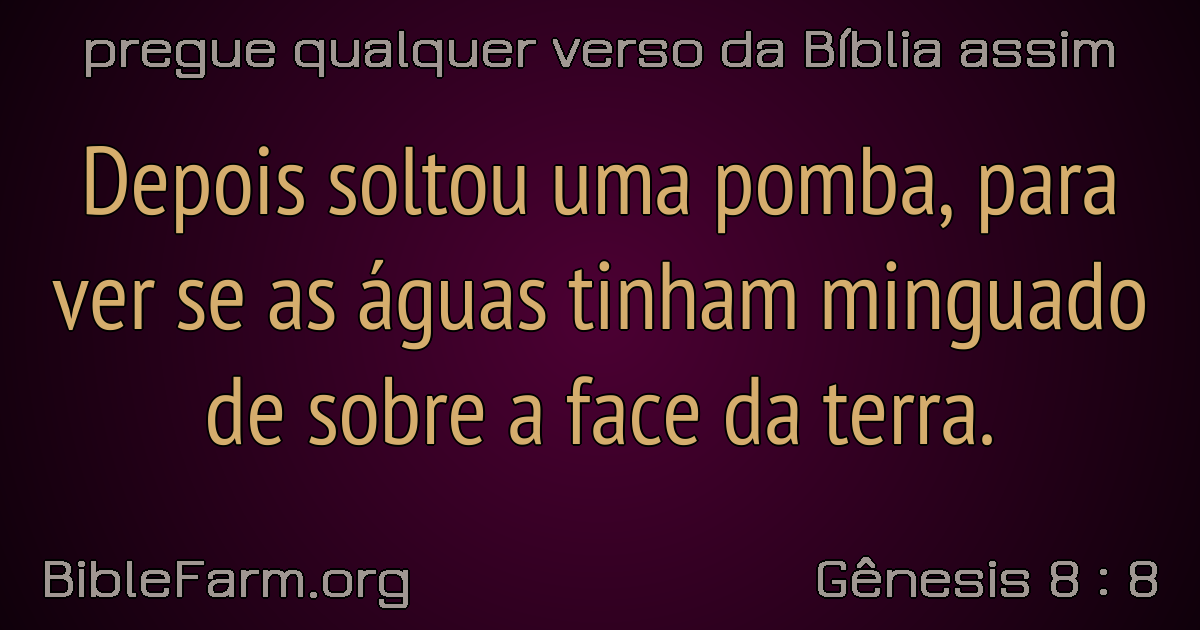 pregue qualquer verso da Bíblia assim
Depois soltou uma pomba, para
ver se as águas tinham minguado
de sobre a face da terra.
BibleFarm.org
Gênesis 8 : 8